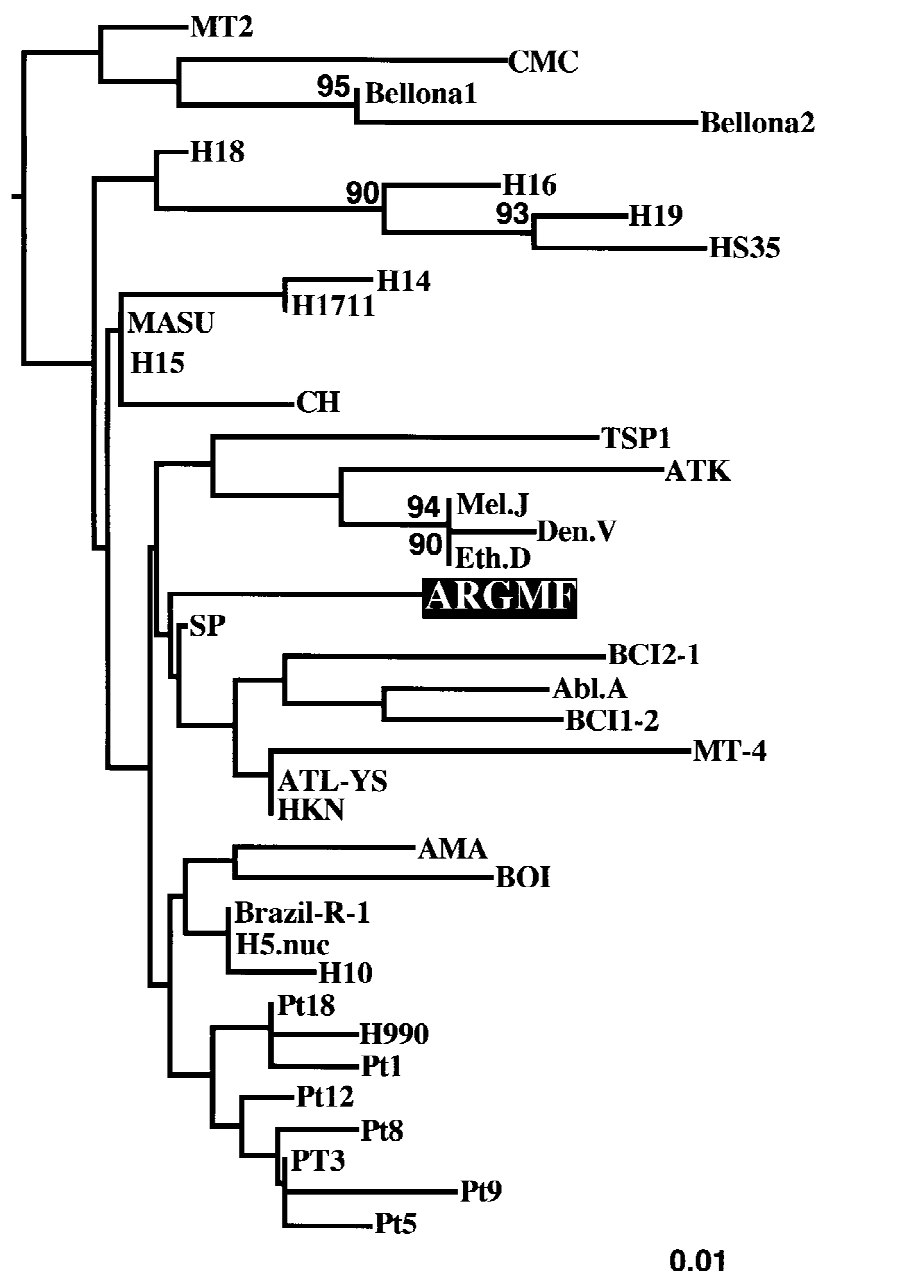 MT2
CMC
95
Bellona1
Bellona2
H18
90
H16
93
H19
HS35
H14
H1711
MASU
H15
CH
TSP1
ATK
94
Mel.J
Den.V
90
Eth.D
ARGMF
SP
BCI2-1
Abl.A
BCI1-2
MT-4
ATL-YS
HKN
AMA
BOI
Brazil-R-1
H5.nuc
H10
Pt18
H990
Pt1
Pt12
Pt8
PT3
Pt9
Pt5
0.01